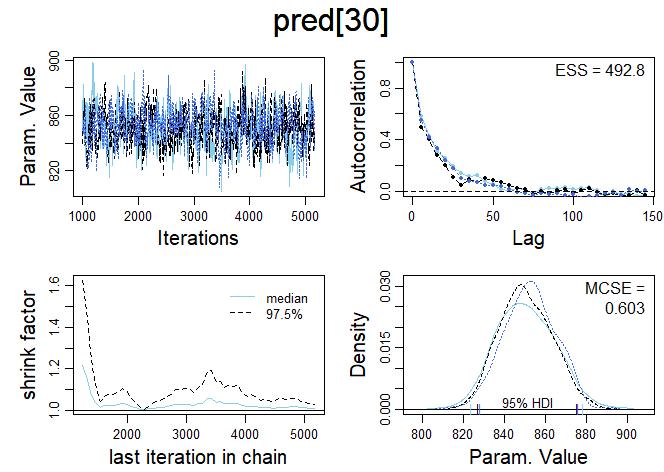 pred[30]
Param. Value
820
860
900
1000
2000
3000
4000
5000
Iterations
Autocorrelation
0.0
0.4
0.8
ESS = 492.8
0
50
100
150
Lag
shrink factor
1.0
1.2
1.4
1.6
median
97.5%
2000
3000
4000
5000
last iteration in chain
Density
0.000
0.015
0.030
MCSE =
0.603
95% HDI
800
820
840
860
880
900
Param. Value